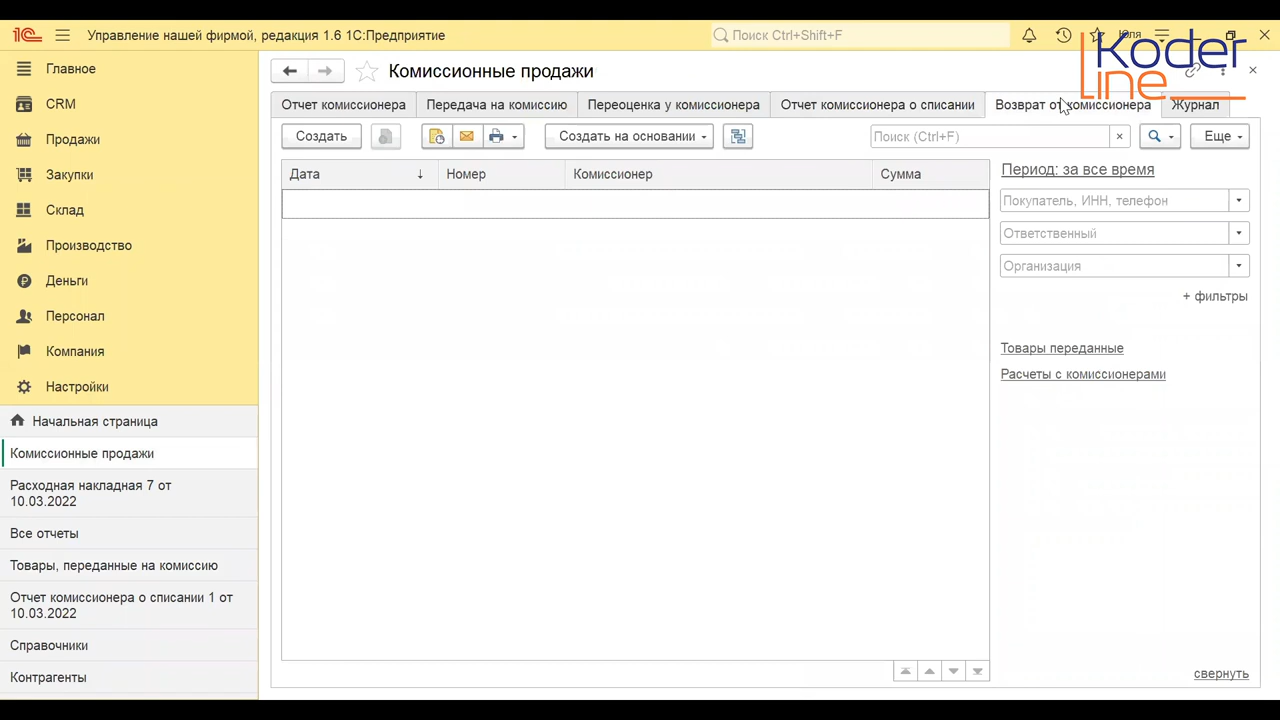 1С Управление нашей фирмой, редакция 1.6 1С:Предприятие
Поиск Ctrl+Shift+F
Юля
Koder
line
Главное
CRM
Продажи
Закупки
Склад
Производство
Деньги
Персонал
Компания
Настройки
Начальная страница
Комиссионные продажи
Расходная накладная 7 от
10.03.2022
Все отчеты
Товары, переданные на комиссию
Отчет комиссионера о списании 1 от
10.03.2022
Справочники
Контрагенты
Комиссионные продажи
Отчет комиссионера Передача на комиссию Переоценка у комиссионера Отчет комиссионера о списании Возврат от комиссионера Журнал
Создать Создать на основании Поиск (Ctrl+F) Еще
Дата Номер Комиссионер Сумма
Период: за все время
Покупатель, ИНН, телефон
Ответственный
Организация
+ фильтры
Товары переданные
Расчеты с комиссионерами
свернуть